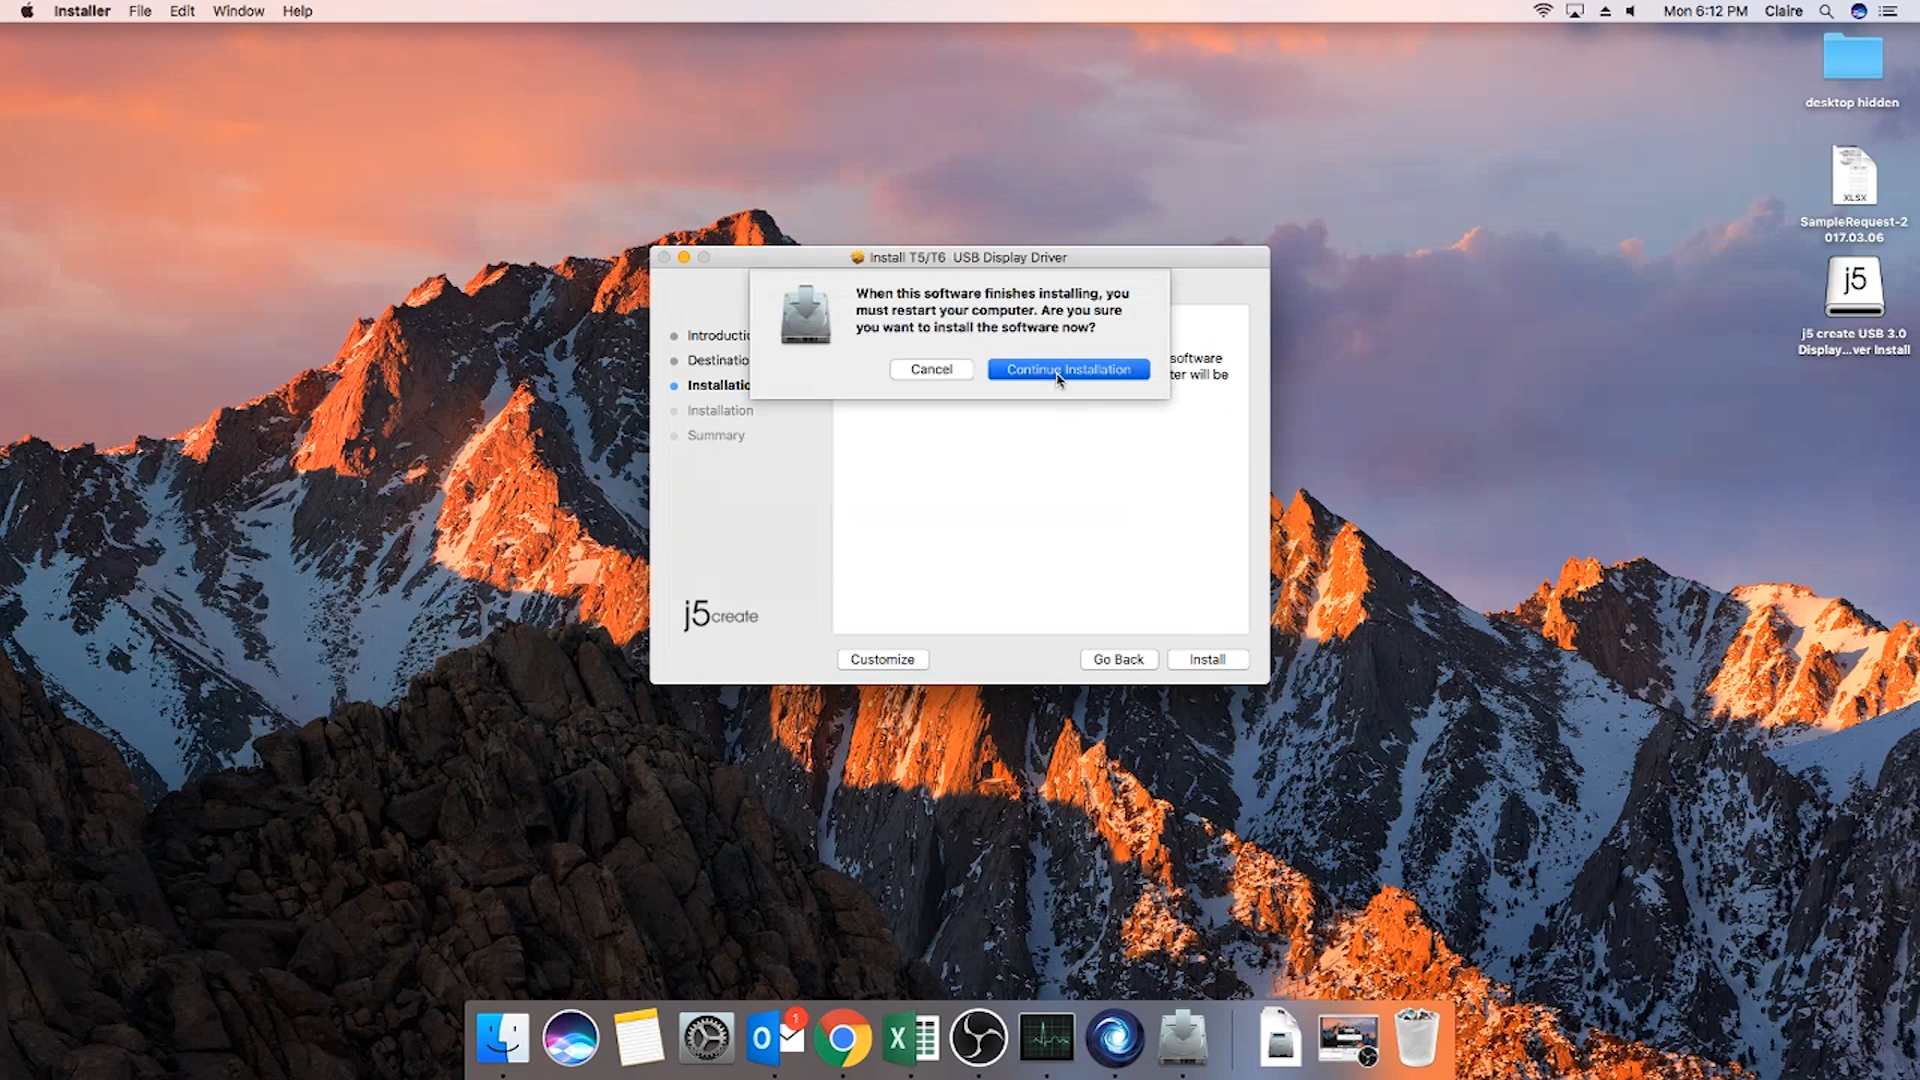 Installer File Edit Window Help
Mon 6:12 PM Claire
desktop hidden
XLSX
SampleRequest-2
017.03.06
j5
j5 create USB 3.0
Display...ver Install
Install T5/T6 USB Display Driver
When this software finishes installing, you
must restart your computer. Are you sure
you want to install the software now?
Cancel
Continue Installation
Introductio
Destinatio
Installatio
Installation
Summary
software
ter will be
j5create
Customize
Go Back
Install
1